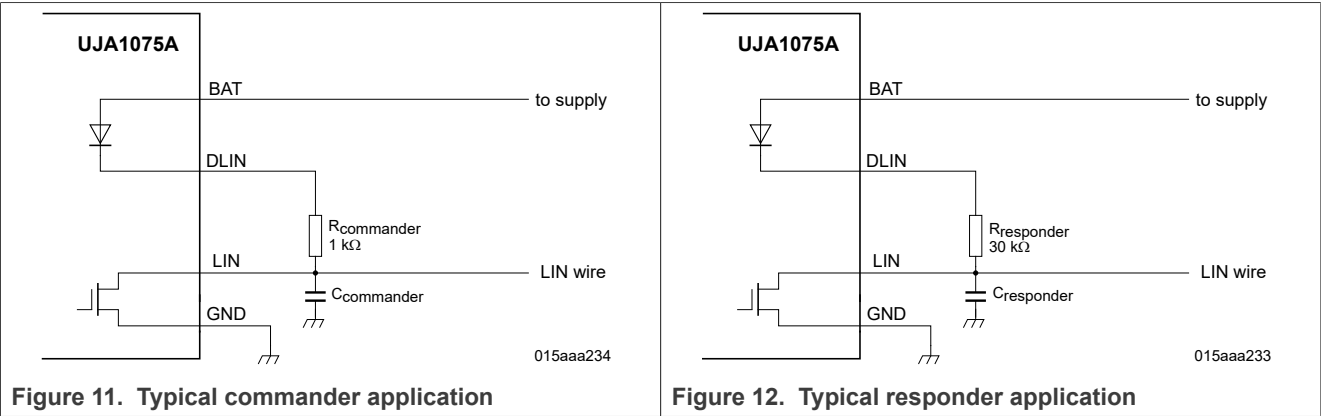 UJA1075A
BAT
to supply
DLIN
Rcommander
1 kΩ
LIN
LIN wire
Ccommander
GND
015aaa234
Figure 11. Typical commander application
UJA1075A
BAT
to supply
DLIN
Rresponder
30 kΩ
LIN
LIN wire
Cresponder
GND
015aaa233
Figure 12. Typical responder application